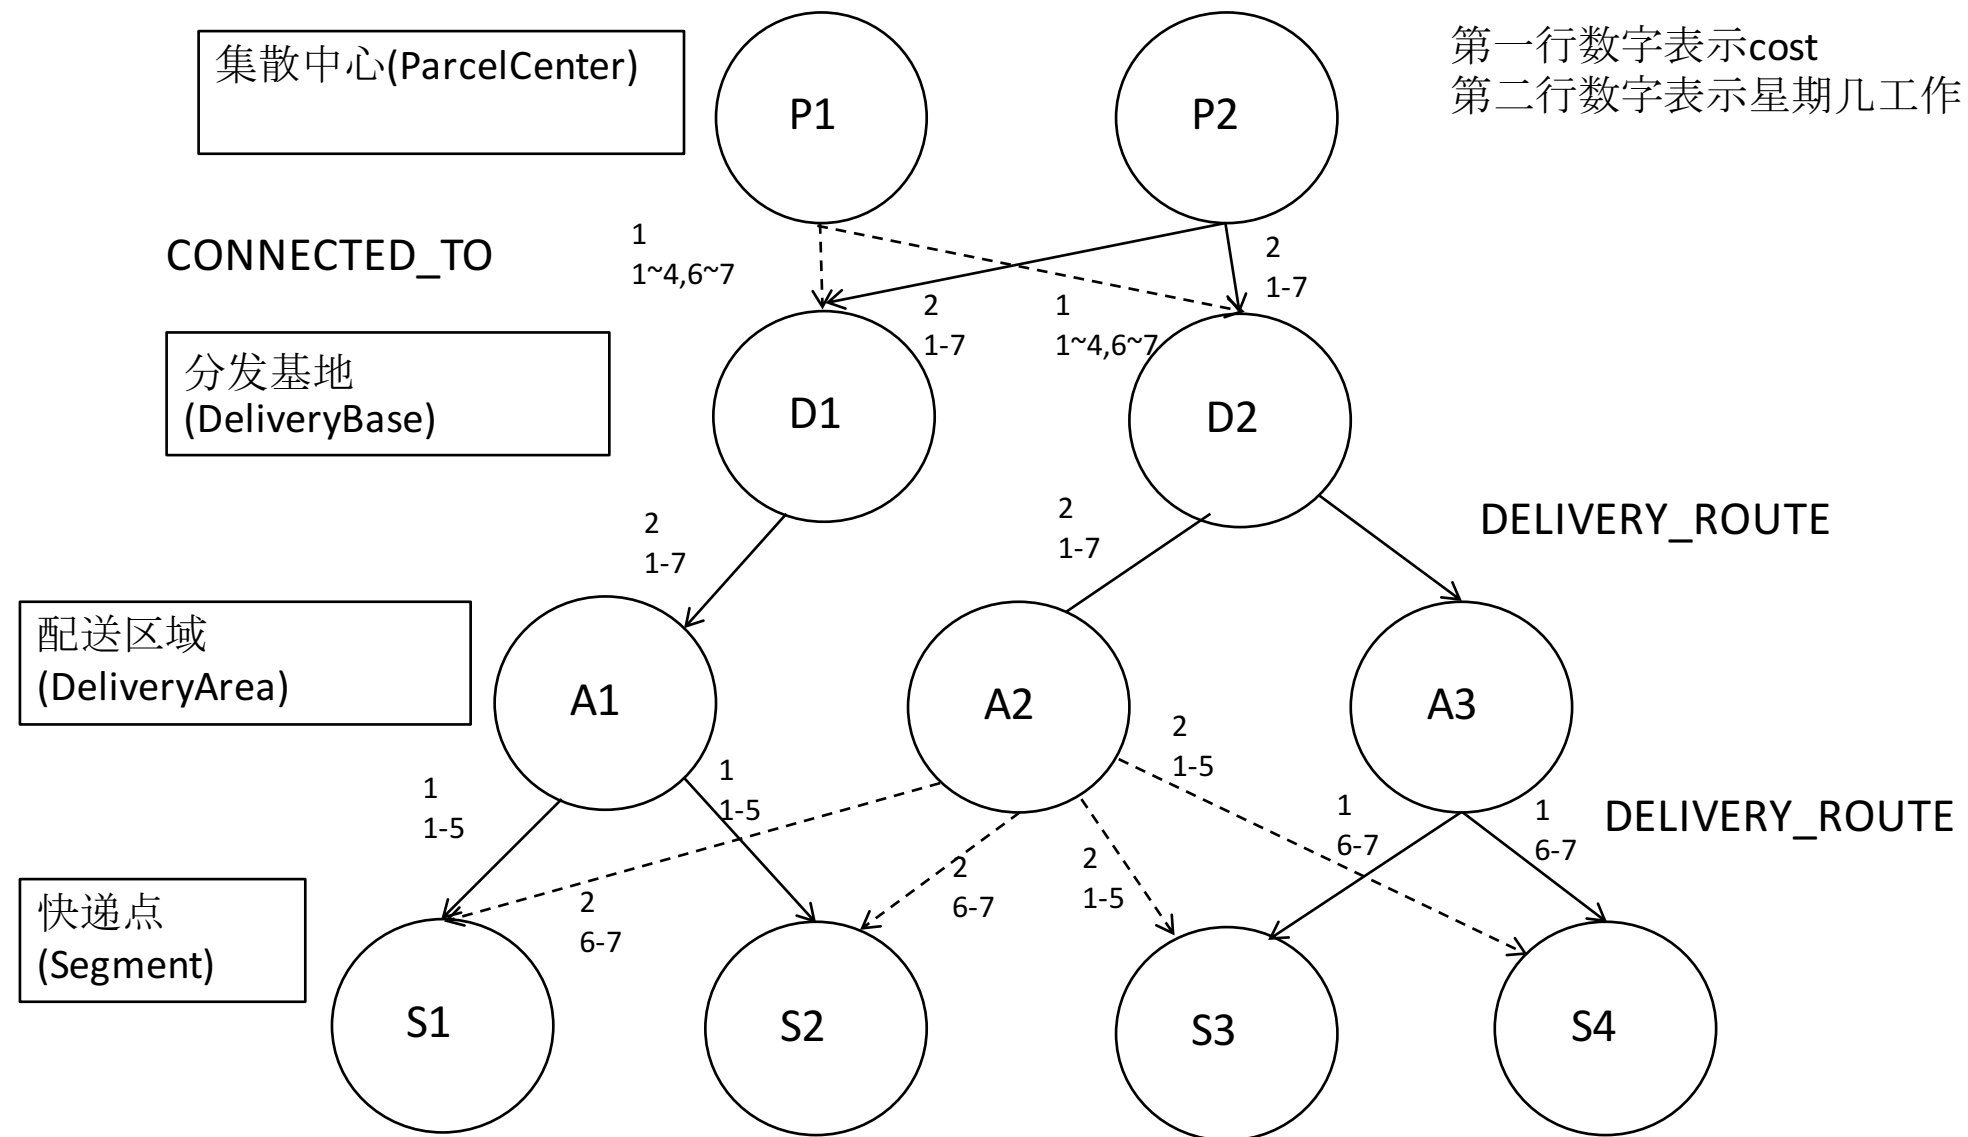 集散中心(ParcelCenter)
P1
P2
第一行数字表示cost
第二行数字表示星期几工作
CONNECTED_TO
1
1~4,6~7
2
1-7
1
1~4,6~7
2
1-7
分发基地
(DeliveryBase)
D1
D2
2
1-7
2
1-7
DELIVERY_ROUTE
配送区域
(DeliveryArea)
A1
A2
A3
1
1-5
1
1-5
2
1-5
1
6-7
1
6-7
DELIVERY_ROUTE
2
6-7
2
6-7
2
1-5
快递点
(Segment)
S1
S2
S3
S4